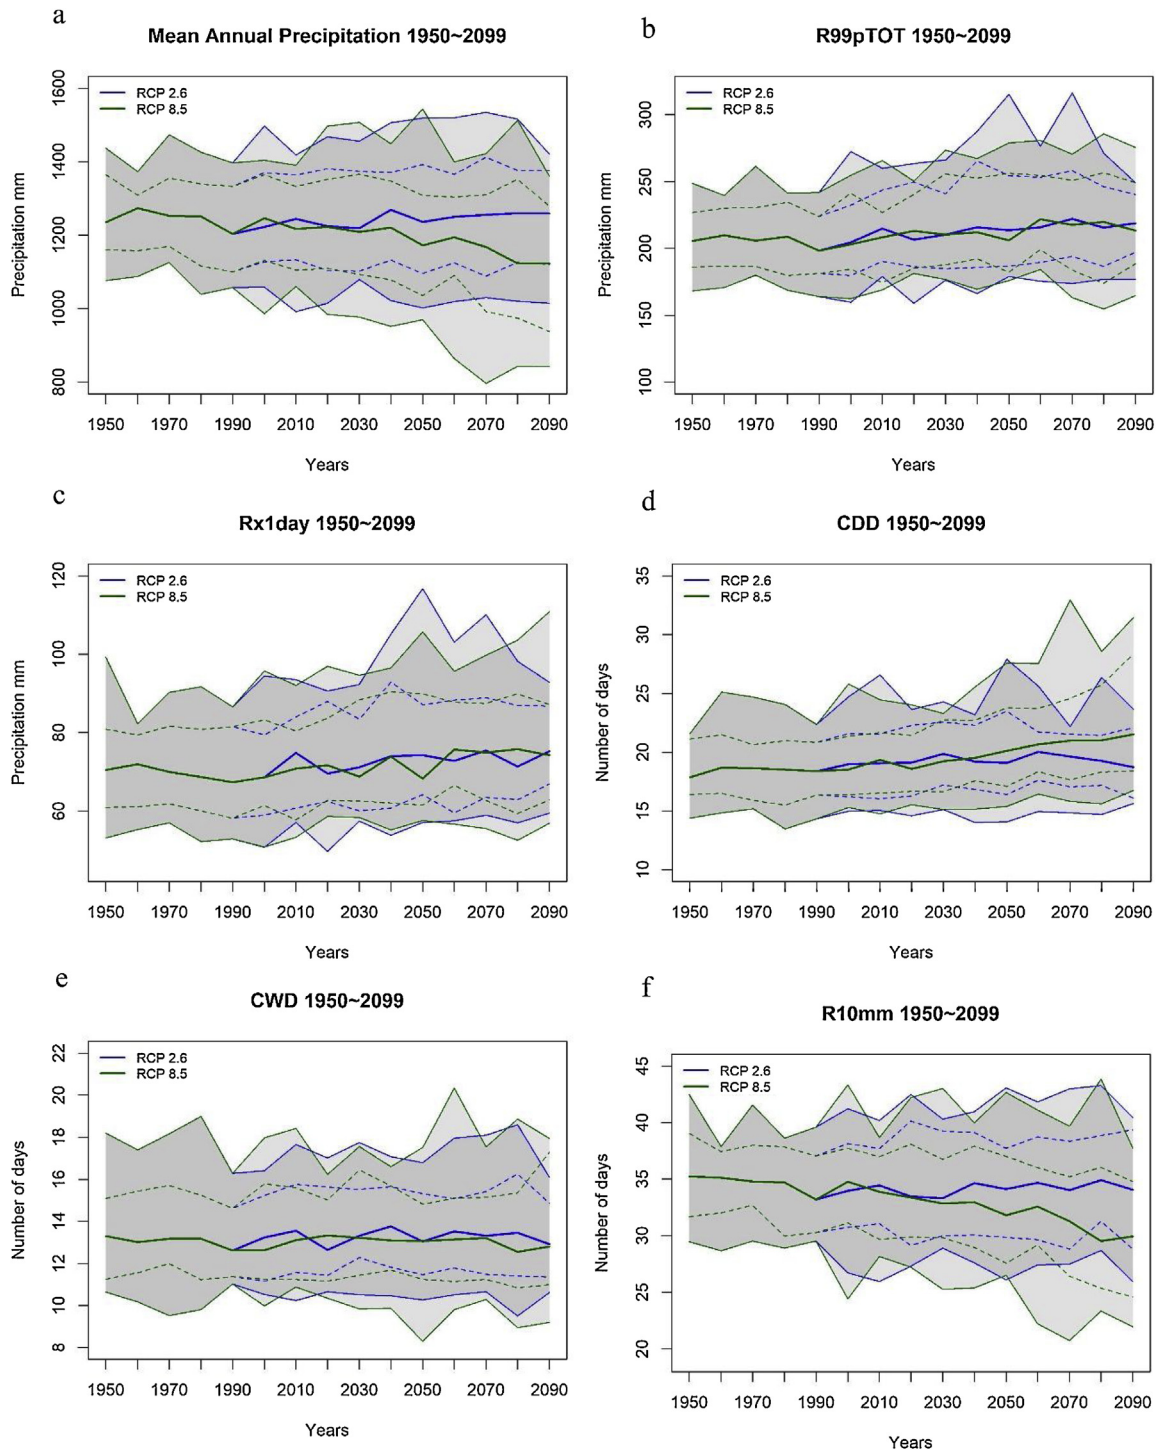 a
Mean Annual Precipitation 1950~2099
RCP 2.6
RCP 8.5
Precipitation mm
1600
1400
1200
1000
800
1950 1970 1990 2010 2030 2050 2070 2090
Years
b
R99pTOT 1950~2099
RCP 2.6
RCP 8.5
Precipitation mm
300
250
200
150
100
1950 1970 1990 2010 2030 2050 2070 2090
Years
c
Rx1day 1950~2099
RCP 2.6
RCP 8.5
Precipitation mm
120
100
80
60
1950 1970 1990 2010 2030 2050 2070 2090
Years
d
CDD 1950~2099
RCP 2.6
RCP 8.5
Number of days
35
30
25
20
15
10
1950 1970 1990 2010 2030 2050 2070 2090
Years
e
CWD 1950~2099
RCP 2.6
RCP 8.5
Number of days
22
20
18
16
14
12
10
8
1950 1970 1990 2010 2030 2050 2070 2090
Years
f
R10mm 1950~2099
RCP 2.6
RCP 8.5
Number of days
45
40
35
30
25
20
1950 1970 1990 2010 2030 2050 2070 2090
Years